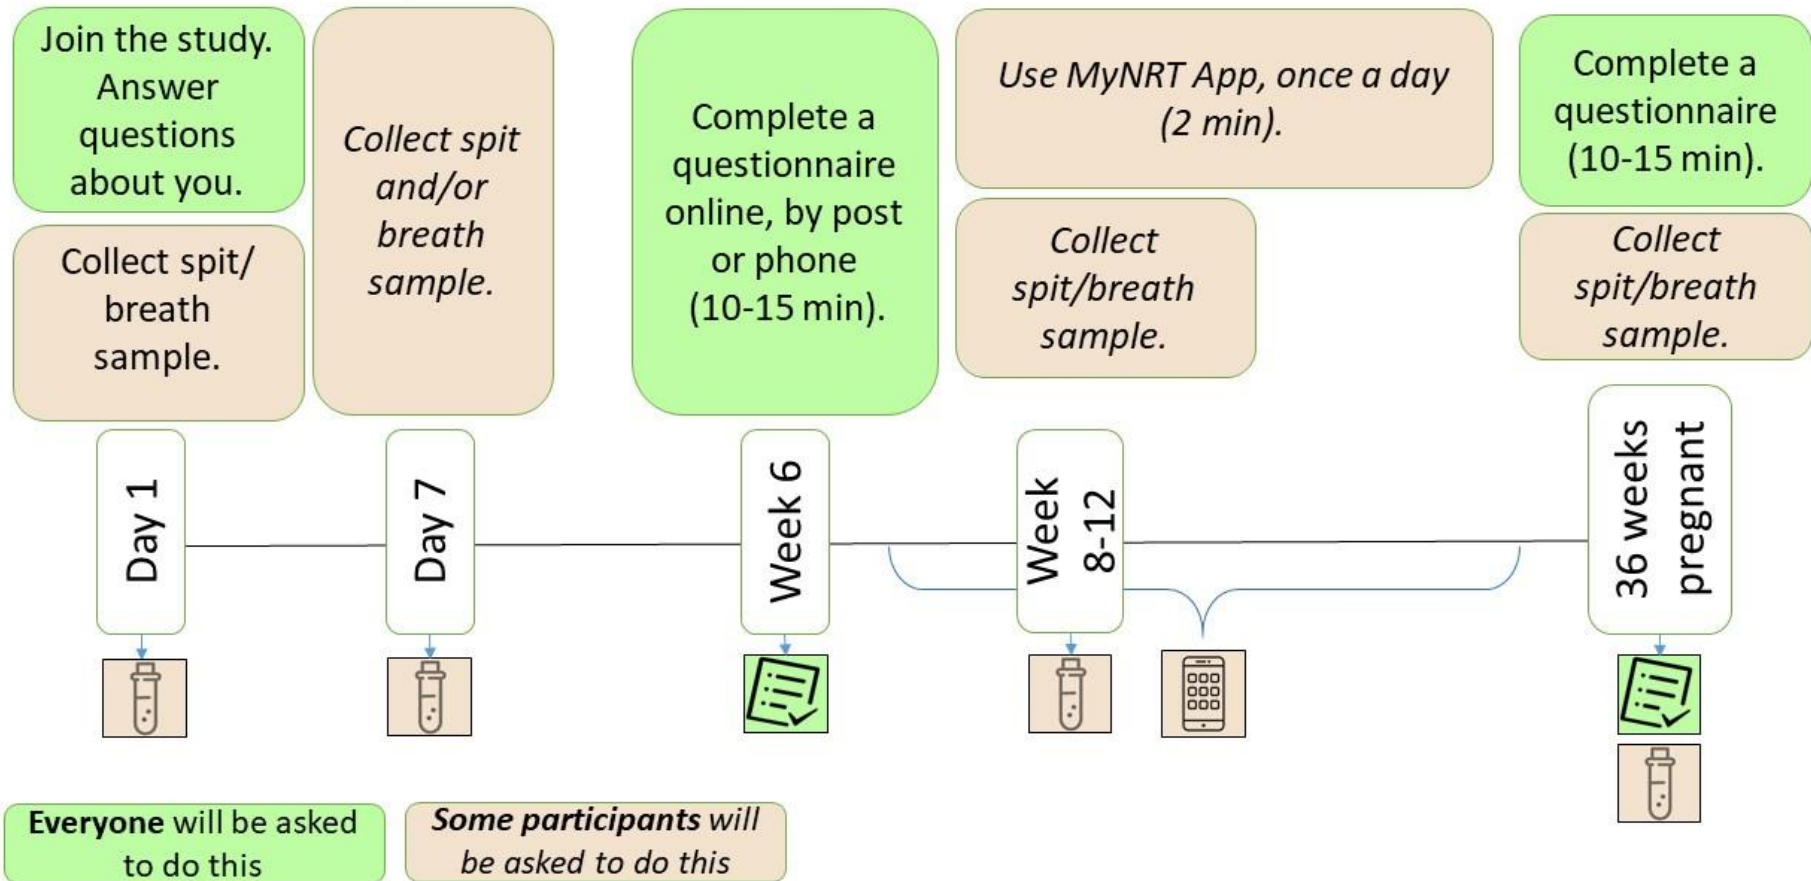 Join the study.
Answer
questions
about you.
Collect spit/
breath
sample.
Collect spit
and/or
breath
sample.
Complete a
questionnaire
online, by post
or phone
(10-15 min).
Use MyNRT App, once a day
(2 min).
Collect
spit/breath
sample.
Complete a
questionnaire
(10-15 min).
Collect
spit/breath
sample.
Day 1
Day 7
Week 6
Week
8-12
36 weeks
pregnant
Everyone will be asked
to do this
Some participants will
be asked to do this